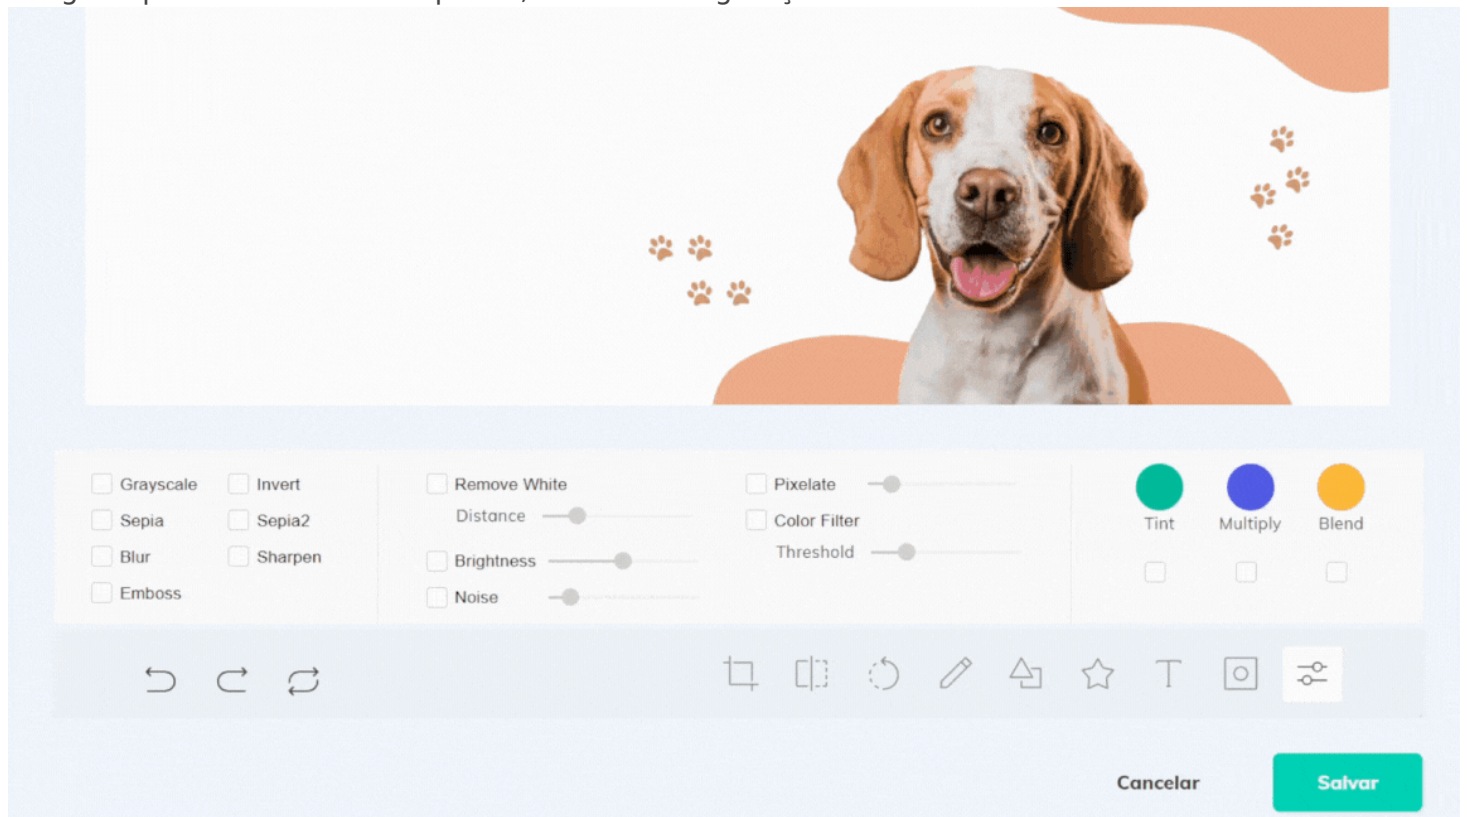 Grayscale Invert
Sepia Sepia2
Blur Sharpen
Emboss
Remove White
Distance
Brightness
Noise
Pixelate
Color Filter
Threshold
Tint Multiply Blend
Cancelar Salvar